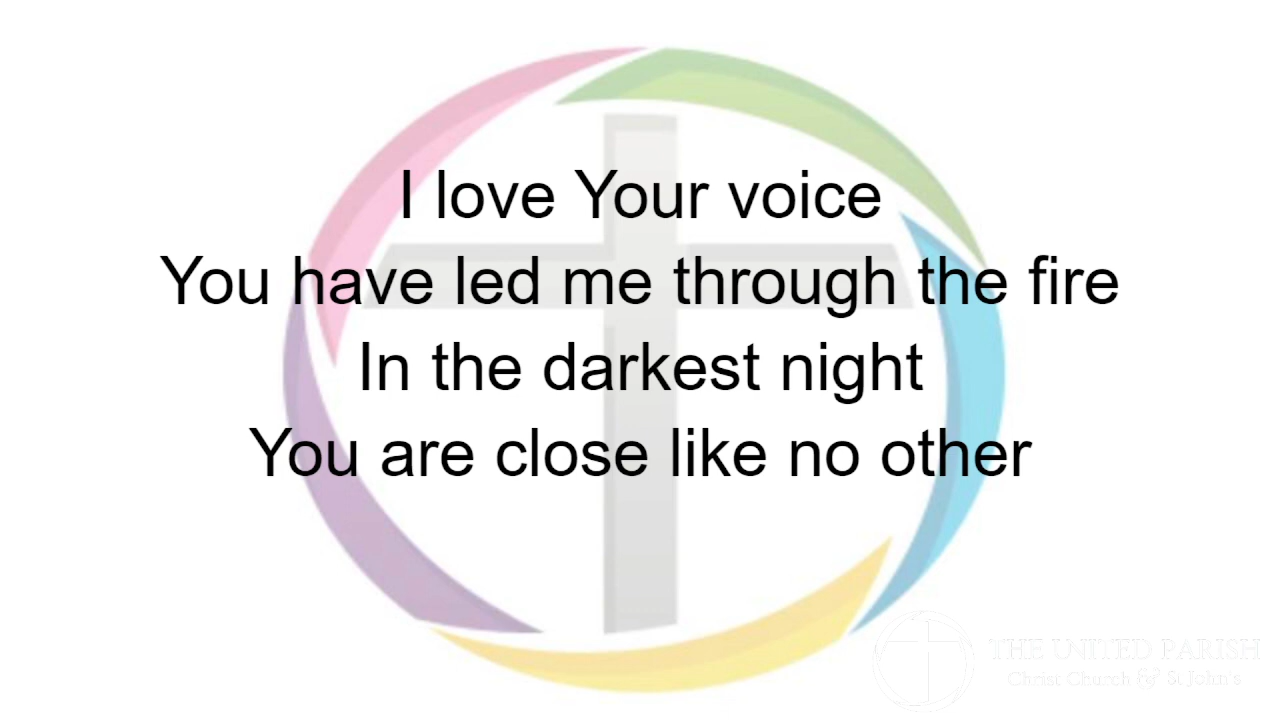 I love Your voice
You have led me through the fire
In the darkest night
You are close like no other
THE UNITED PARISH
Christ Church & St John's